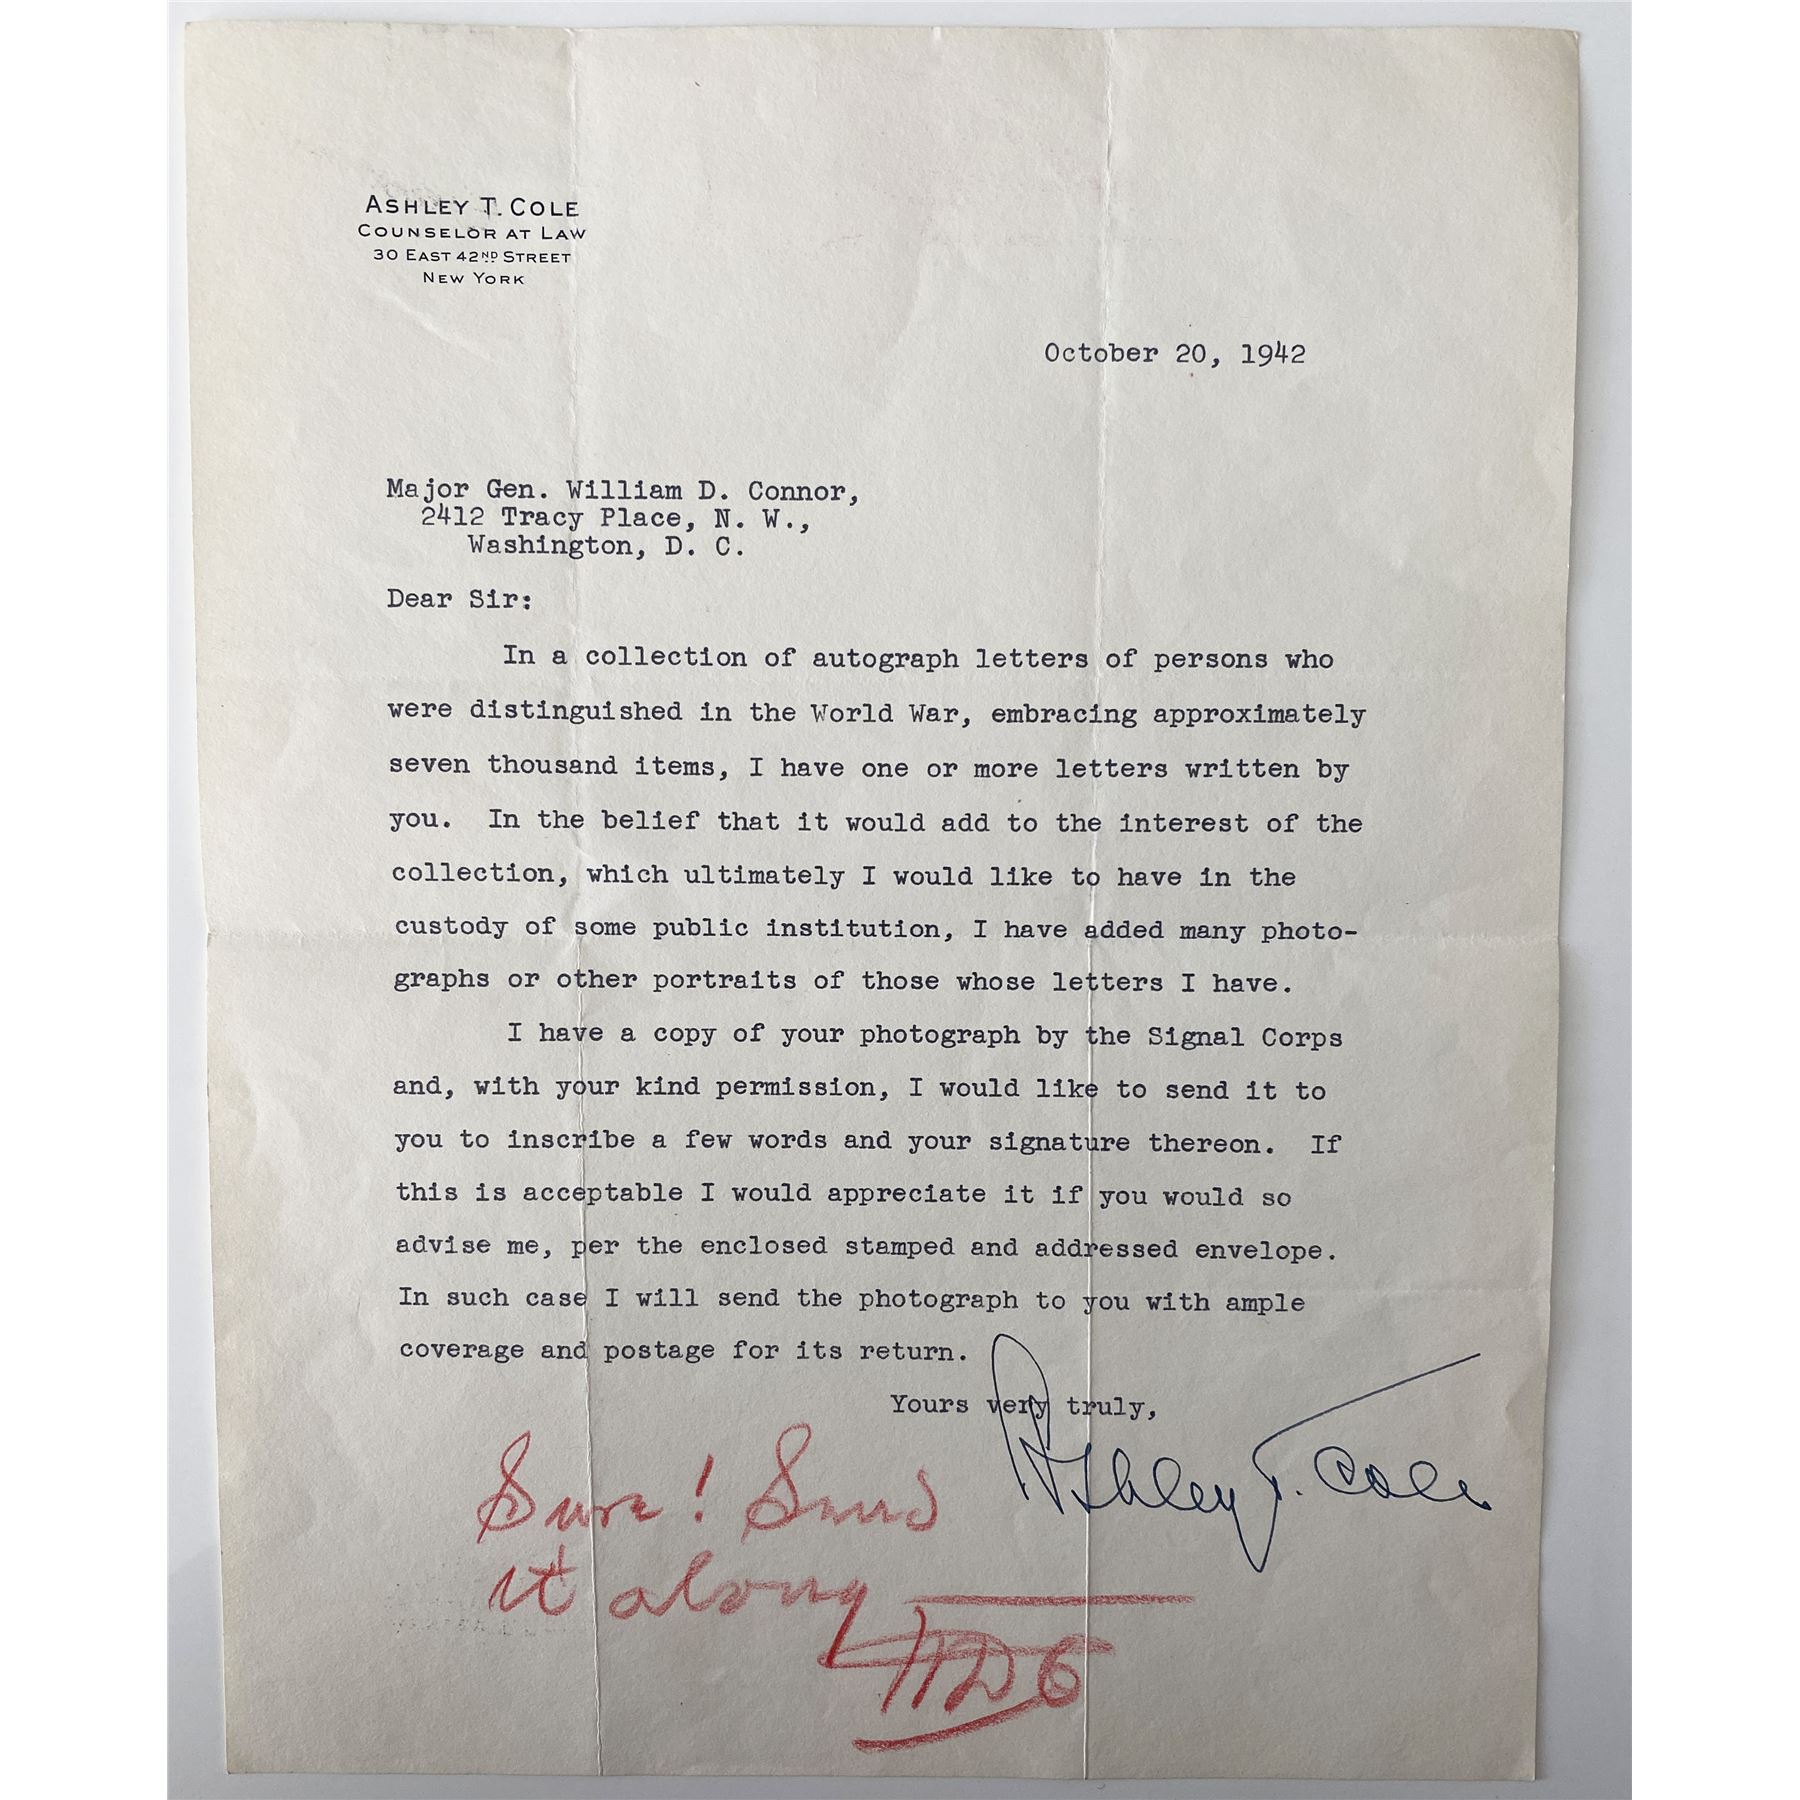 ASHLEY T. COLE
COUNSELOR AT LAW
30 EAST 42ND STREET
NEW YORK
October 20, 1942
Major Gen. William D. Connor,
2412 Tracy Place, N. W.,
Washington, D. C.
Dear Sir:
In a collection of autograph letters of persons who
were distinguished in the World War, embracing approximately
seven thousand items, I have one or more letters written by
you. In the belief that it would add to the interest of the
collection, which ultimately I would like to have in the
custody of some public institution, I have added many photo-
graphs or other portraits of those whose letters I have.
I have a copy of your photograph by the Signal Corps
and, with your kind permission, I would like to send it to
you to inscribe a few words and your signature thereon. If
this is acceptable I would appreciate it if you would so
advise me, per the enclosed stamped and addressed envelope.
In such case I will send the photograph to you with ample
coverage and postage for its return.
Yours very truly,
Ashley T. Cole
Sure! Send
it along